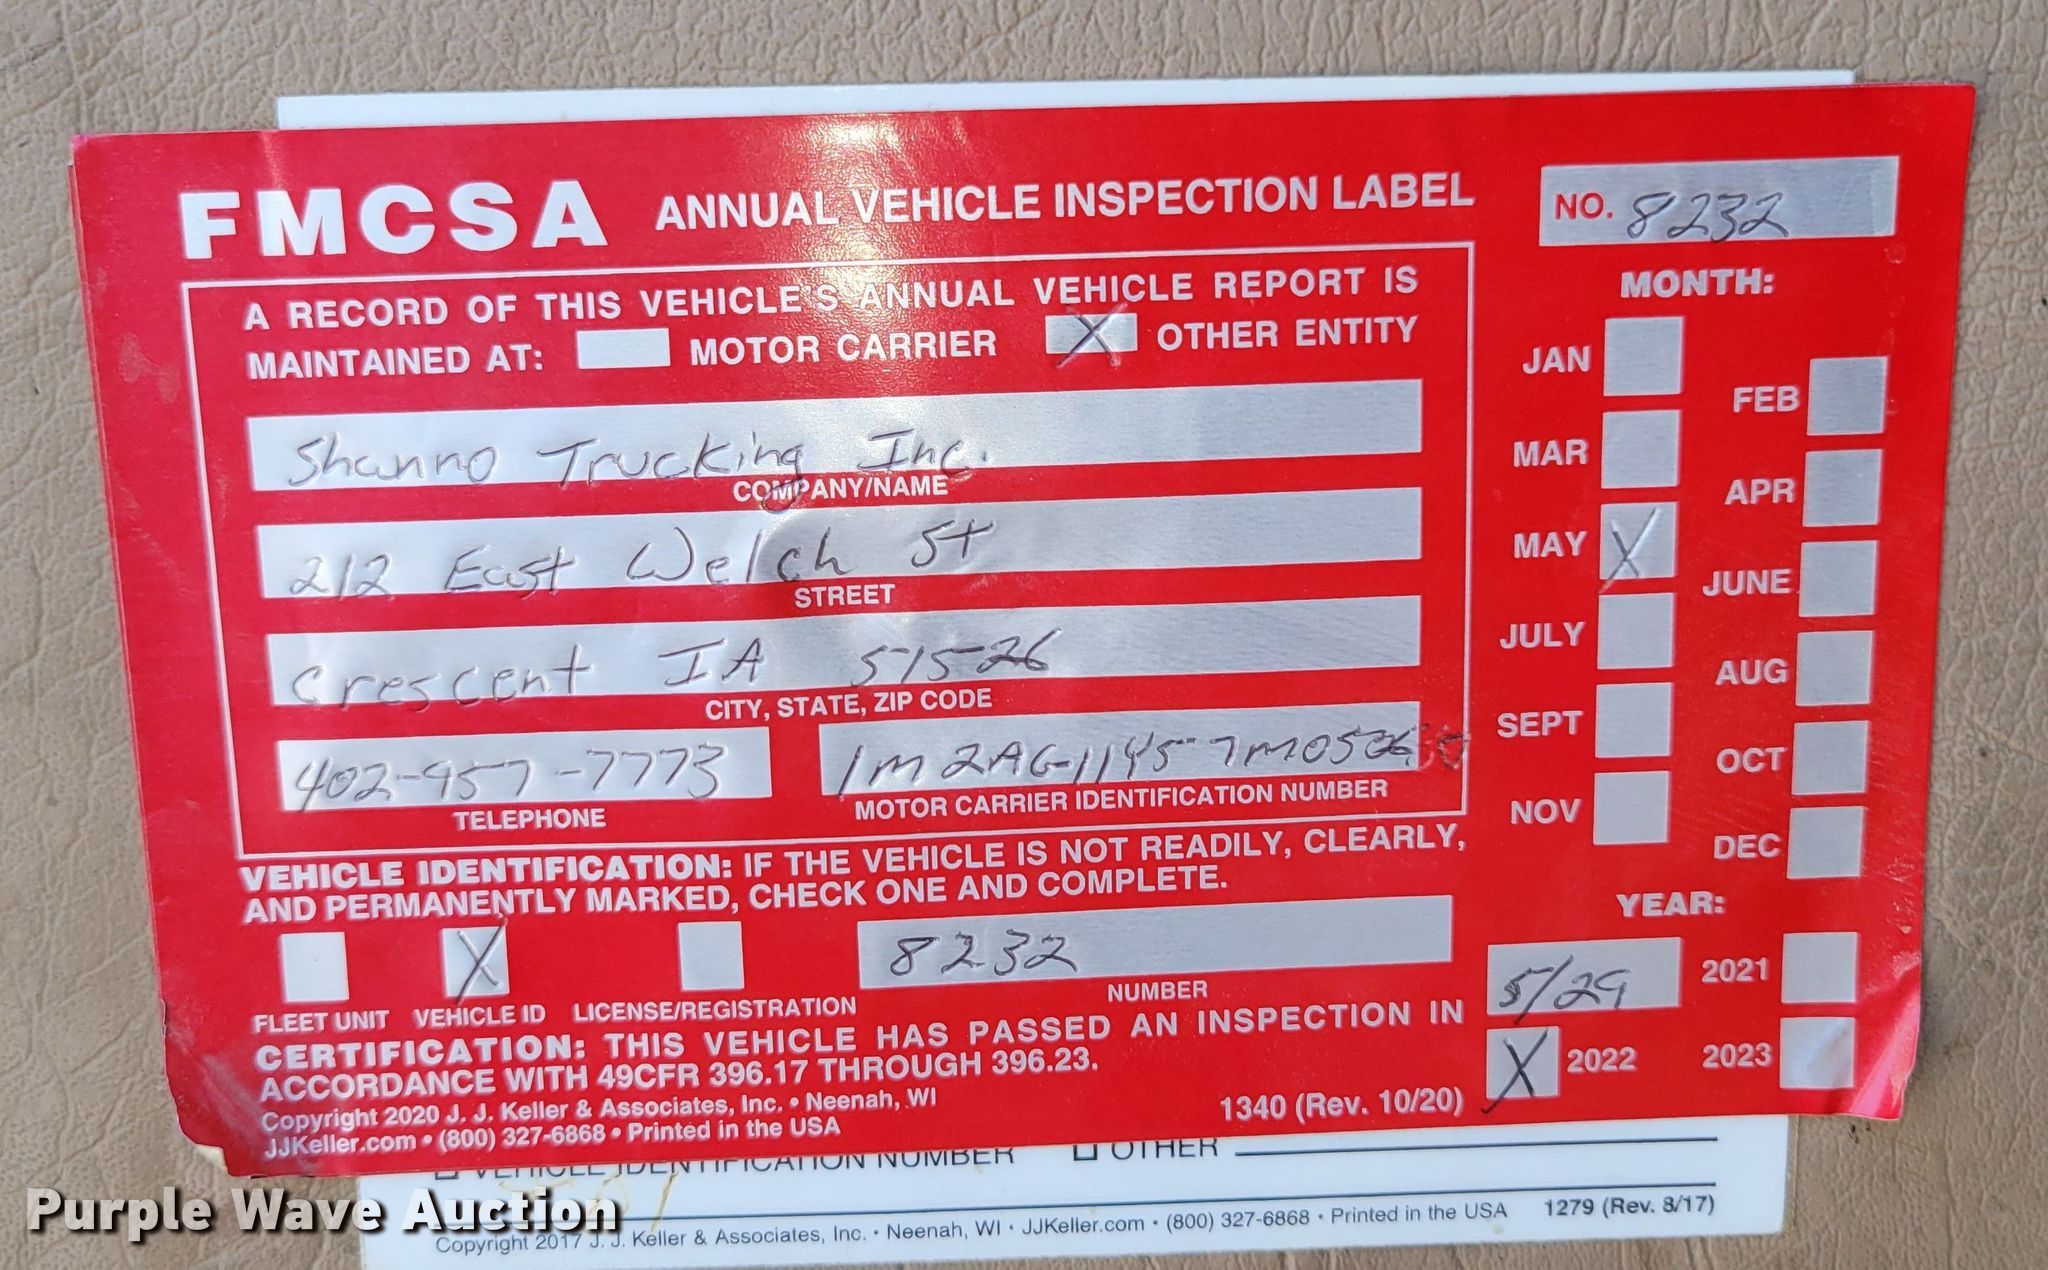 FMCSA ANNUAL VEHICLE INSPECTION LABEL
NO. 8232
A RECORD OF THIS VEHICLE'S ANNUAL VEHICLE REPORT IS
MAINTAINED AT: MOTOR CARRIER X OTHER ENTITY
Shanno Trucking Inc.
COMPANY/NAME
212 East Welch St
STREET
Crescent IA 51526
CITY, STATE, ZIP CODE
402-957-7773
TELEPHONE
MOTOR CARRIER IDENTIFICATION NUMBER
VEHICLE IDENTIFICATION: IF THE VEHICLE IS NOT READILY, CLEARLY,
AND PERMANENTLY MARKED, CHECK ONE AND COMPLETE.
X
8232
FLEET UNIT VEHICLE ID LICENSE/REGISTRATION
NUMBER
CERTIFICATION: THIS VEHICLE HAS PASSED AN INSPECTION IN
ACCORDANCE WITH 49CFR 396.17 THROUGH 396.23.
Copyright 2020 J. J. Keller & Associates, Inc. • Neenah, WI
JJKeller.com • (800) 327-6868 • Printed in the USA
1340 (Rev. 10/20)
MONTH:
JAN
FEB
MAR
APR
MAY X
JUNE
JULY
AUG
SEPT
OCT
NOV
DEC
YEAR:
5/29
2021
X 2022
2023
VEHICLE IDENTIFICATION NUMBER
OTHER
Copyright 2017 J. J. Keller & Associates, Inc. • Neenah, WI • JJKeller.com • (800) 327-6868 • Printed in the USA
1279 (Rev. 8/17)
Purple Wave Auction